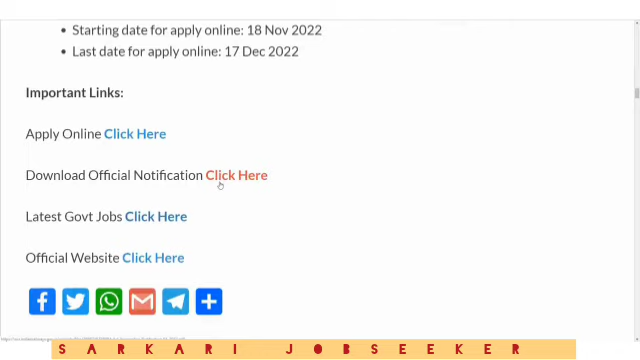 Starting date for apply online: 18 Nov 2022
Last date for apply online: 17 Dec 2022
Important Links:
Apply Online Click Here
Download Official Notification Click Here
Latest Govt Jobs Click Here
Official Website Click Here
SARKARI JOBSEEKER